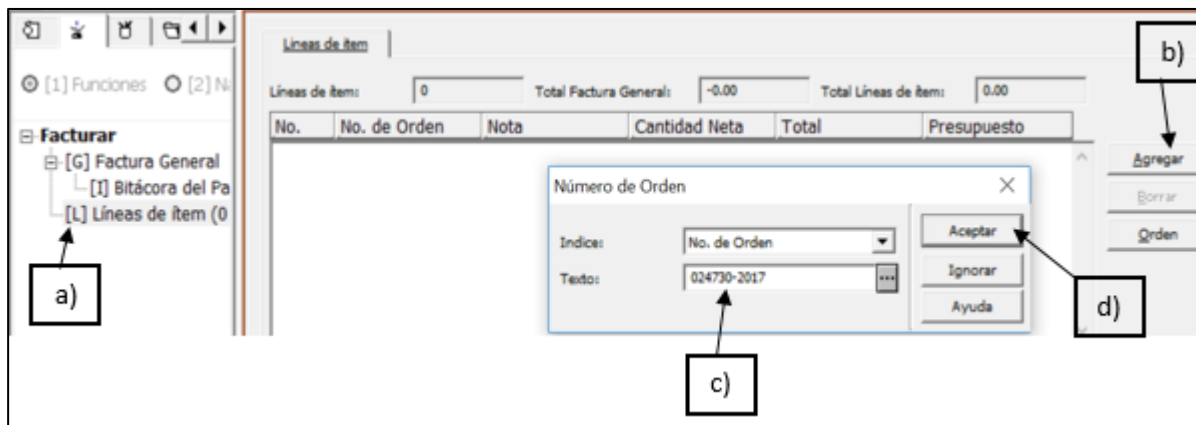 [1] Funciones [2] N
Facturar
[G] Factura General
[I] Bitácora del Pa
[L] Líneas de ítem (0
a)
Lineas de ítem
Líneas de ítem: 0 Total Factura General: -0.00 Total Líneas de ítem: 0.00
No. No. de Orden Nota Cantidad Neta Total Presupuesto
b)
Agregar
Borrar
Orden
Número de Orden
Indice: No. de Orden
Texto: 024730-2017
Aceptar
Ignorar
Ayuda
c)
d)